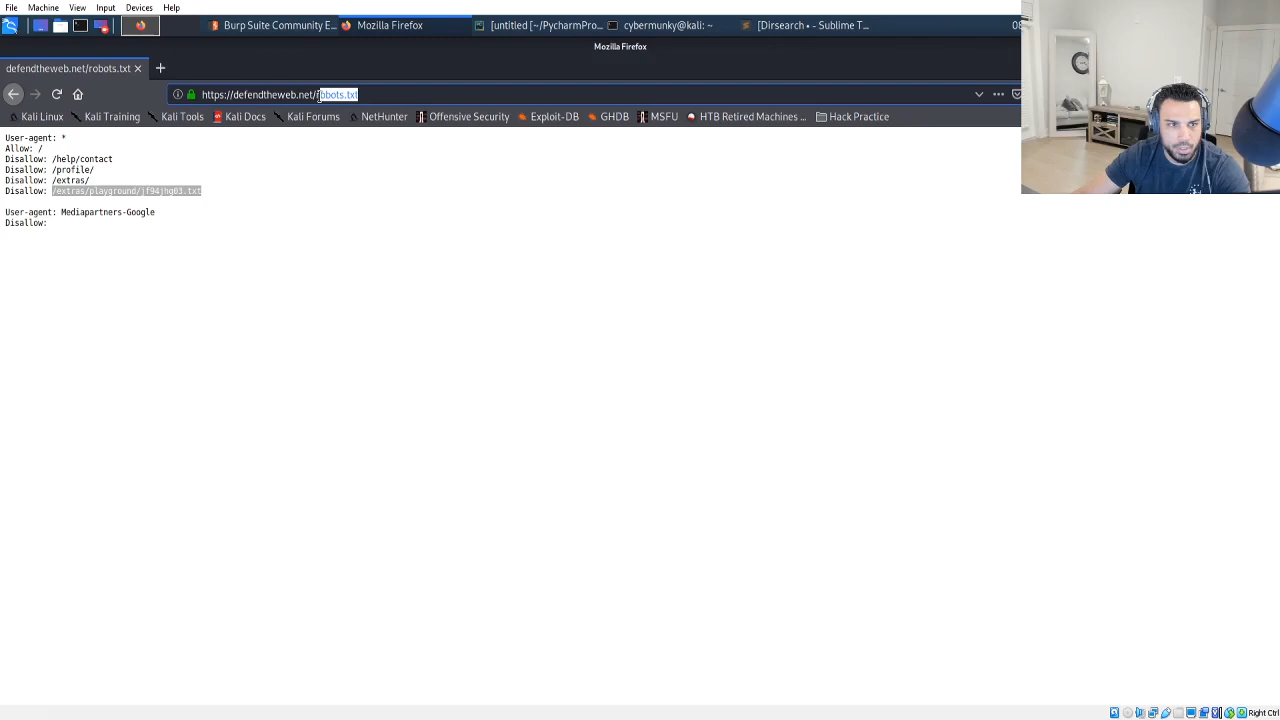 File Machine View Input Devices Help
Burp Suite Community E... Mozilla Firefox [untitled [~/PycharmPro... cybermunky@kali: ~ [Dirsearch • - Sublime T... 08
Mozilla Firefox
defendtheweb.net/robots.txt
https://defendtheweb.net/robots.txt
Kali Linux Kali Training Kali Tools Kali Docs Kali Forums NetHunter Offensive Security Exploit-DB GHDB MSFU HTB Retired Machines ... Hack Practice
User-agent: *
Allow: /
Disallow: /help/contact
Disallow: /profile/
Disallow: /extras/
Disallow: /extras/playground/jf94jhg03.txt
User-agent: Mediapartners-Google
Disallow:
Right Ctrl